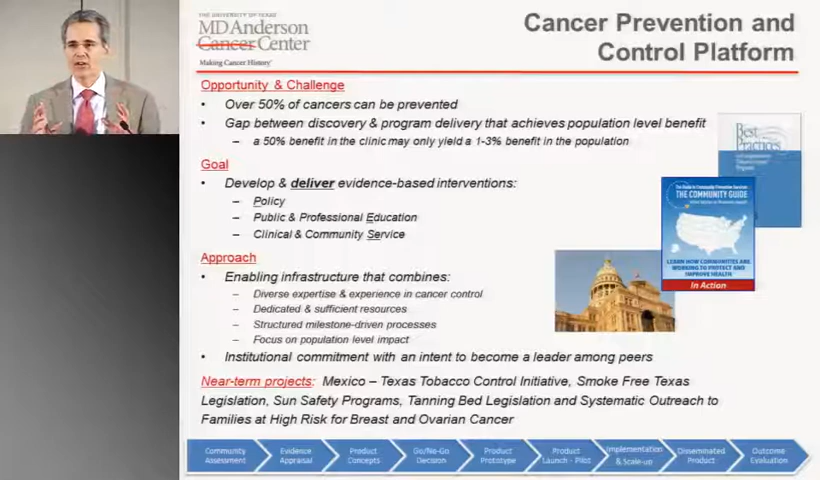 THE UNIVERSITY OF TEXAS
MD Anderson
Cancer Center
Making Cancer History
Cancer Prevention and
Control Platform
Opportunity & Challenge
• Over 50% of cancers can be prevented
• Gap between discovery & program delivery that achieves population level benefit
– a 50% benefit in the clinic may only yield a 1-3% benefit in the population
Goal
• Develop & deliver evidence-based interventions:
– Policy
– Public & Professional Education
– Clinical & Community Service
Approach
• Enabling infrastructure that combines:
– Diverse expertise & experience in cancer control
– Dedicated & sufficient resources
– Structured milestone-driven processes
– Focus on population level impact
• Institutional commitment with an intent to become a leader among peers
Near-term projects: Mexico – Texas Tobacco Control Initiative, Smoke Free Texas
Legislation, Sun Safety Programs, Tanning Bed Legislation and Systematic Outreach to
Families at High Risk for Breast and Ovarian Cancer
Best
Practices
THE COMMUNITY GUIDE
LEARN HOW COMMUNITIES ARE
WORKING TO PROTECT AND
IMPROVE HEALTH
In Action
Community
Assessment
Evidence
Appraisal
Product
Concepts
Go/No-Go
Decision
Product
Prototype
Product
Launch - Pilot
Implementation
& Scale-up
Disseminated
Product
Outcome
Evaluation